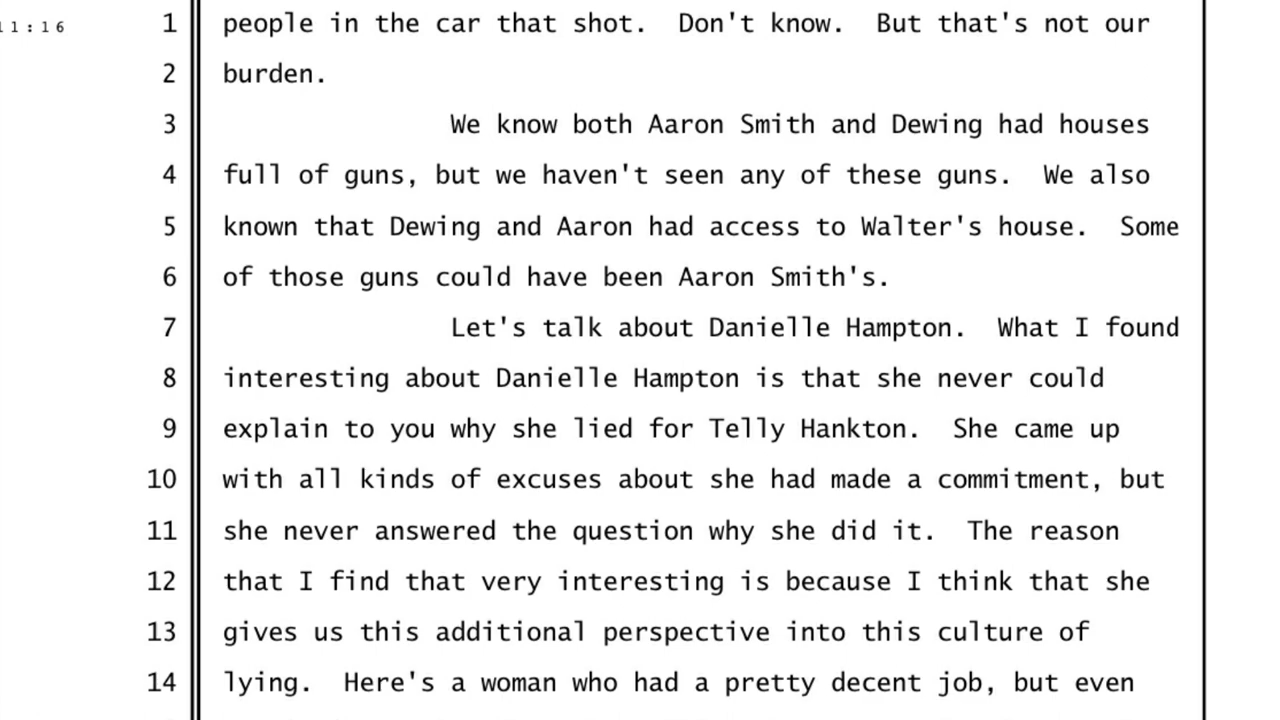 11:16 1 people in the car that shot.  Don't know.  But that's not our
2 burden.
3 We know both Aaron Smith and Dewing had houses
4 full of guns, but we haven't seen any of these guns.  We also
5 known that Dewing and Aaron had access to Walter's house.  Some
6 of those guns could have been Aaron Smith's.
7 Let's talk about Danielle Hampton.  What I found
8 interesting about Danielle Hampton is that she never could
9 explain to you why she lied for Telly Hankton.  She came up
10 with all kinds of excuses about she had made a commitment, but
11 she never answered the question why she did it.  The reason
12 that I find that very interesting is because I think that she
13 gives us this additional perspective into this culture of
14 lying.  Here's a woman who had a pretty decent job, but even